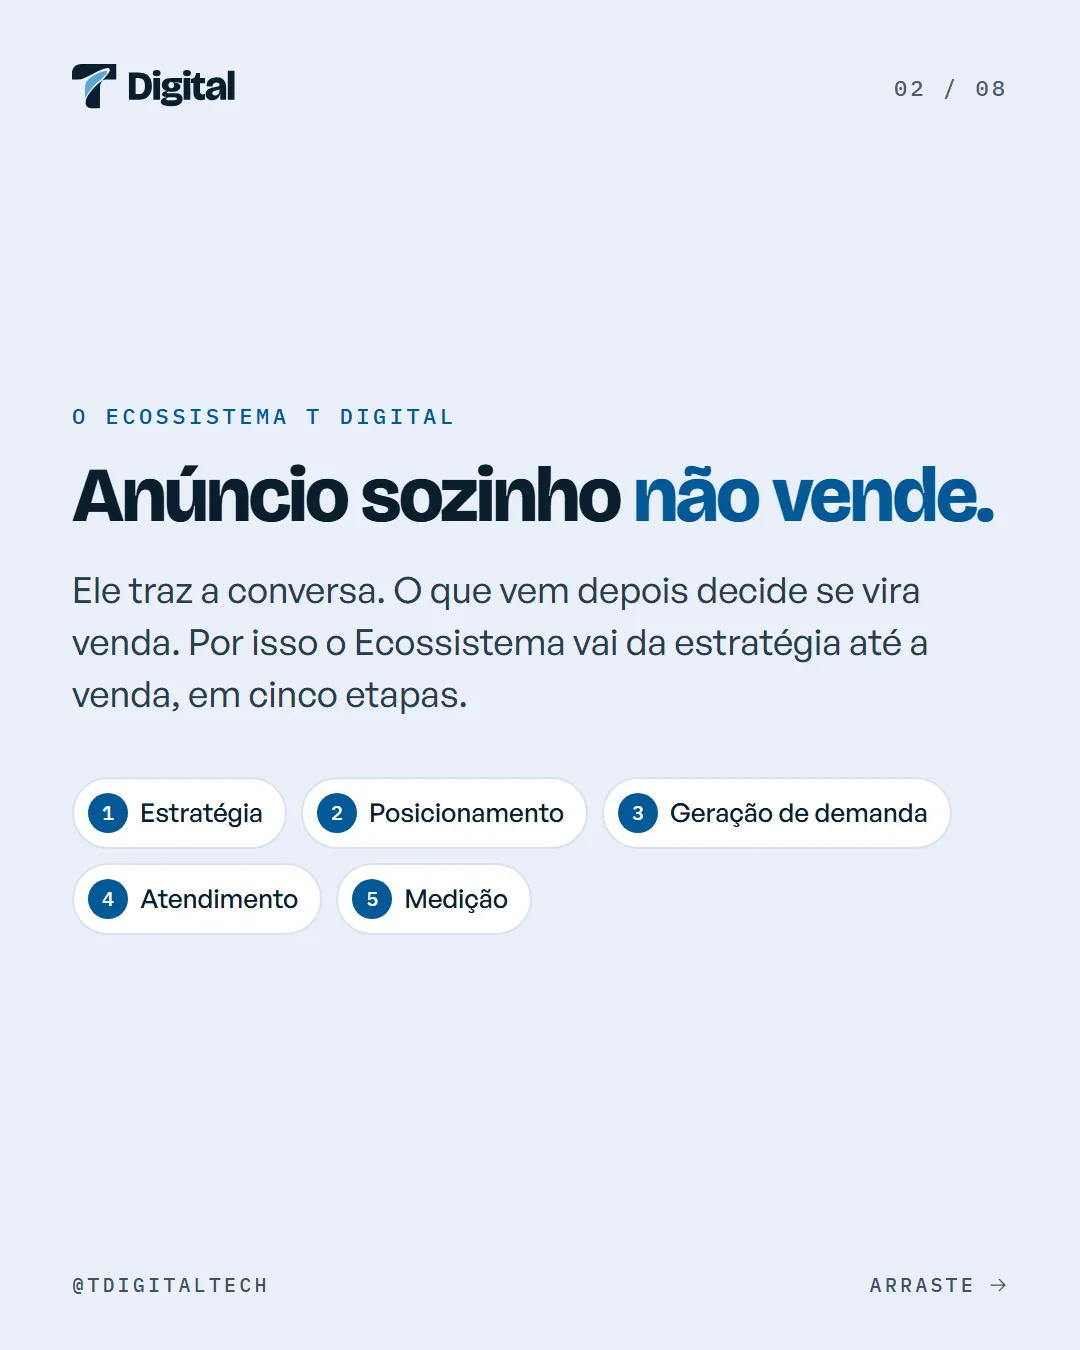 T Digital
02 / 08
O ECOSSISTEMA T DIGITAL
Anúncio sozinho não vende.
Ele traz a conversa. O que vem depois decide se vira
venda. Por isso o Ecossistema vai da estratégia até a
venda, em cinco etapas.
1 Estratégia
2 Posicionamento
3 Geração de demanda
4 Atendimento
5 Medição
@TDIGITALTECH
ARRASTE →